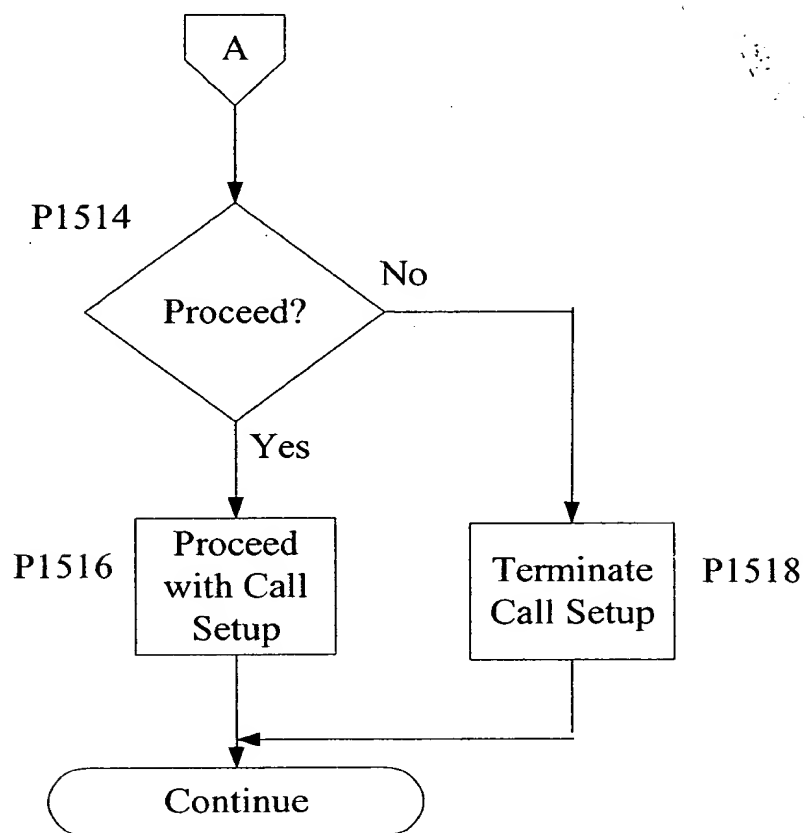 A
P1514
No
Proceed?
Yes
P1516
Proceed
with Call
Setup
Terminate
Call Setup
P1518
Continue